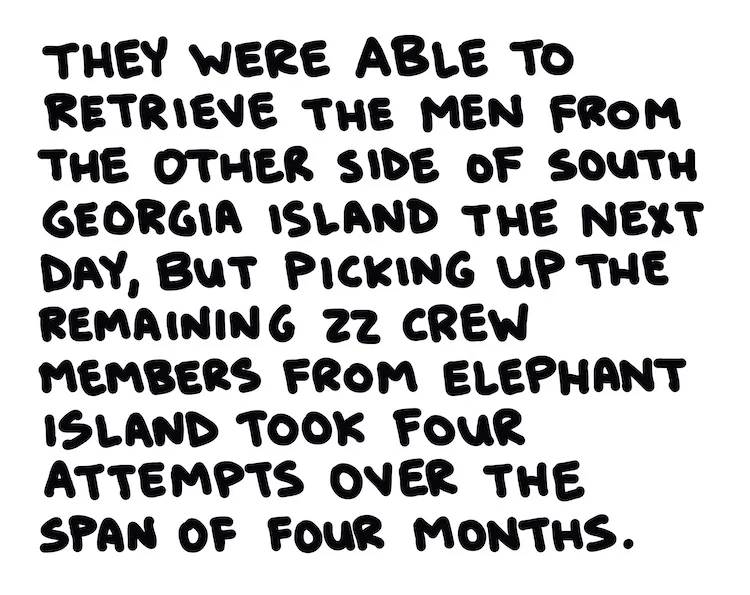 THEY WERE ABLE TO
RETRIEVE THE MEN FROM
THE OTHER SIDE OF SOUTH
GEORGIA ISLAND THE NEXT
DAY, BUT PICKING UP THE
REMAINING 22 CREW
MEMBERS FROM ELEPHANT
ISLAND TOOK FOUR
ATTEMPTS OVER THE
SPAN OF FOUR MONTHS.